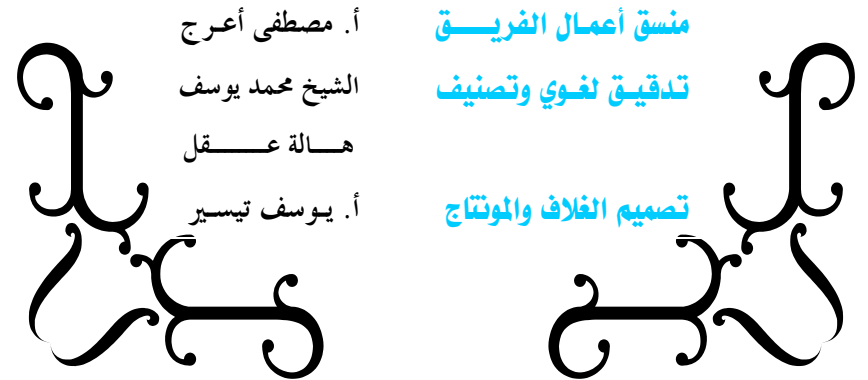 منسق أعمال الفريق أ. مصطفى أعرج
تدقيق لغوي وتصنيف الشيخ محمد يوسف
هالة عقل
تصميم الغلاف والمونتاج أ. يوسف تيسير